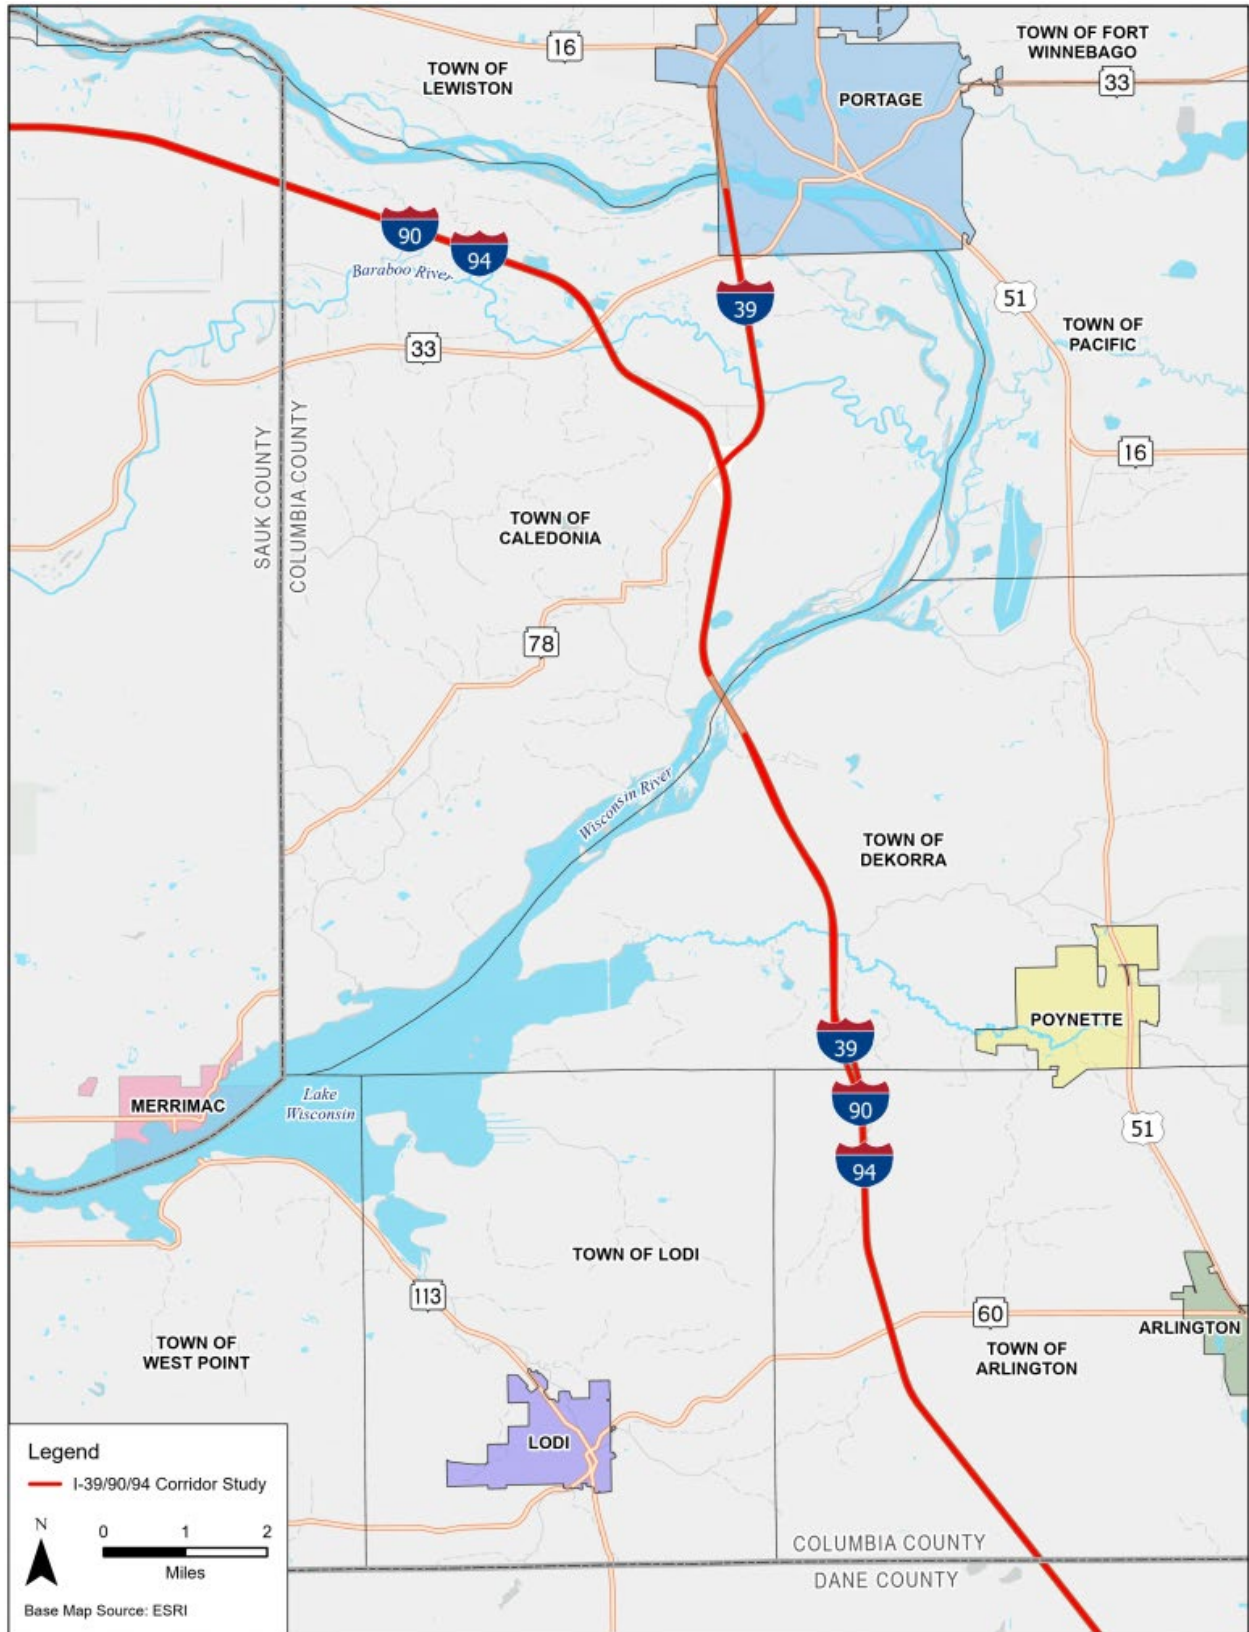 16
TOWN OF
LEWISTON
TOWN OF FORT
WINNEBAGO
33
PORTAGE
90
94
Baraboo River
39
51
TOWN OF
PACIFIC
33
16
SAUK COUNTY
COLUMBIA COUNTY
TOWN OF
CALEDONIA
78
Wisconsin River
TOWN OF
DEKORRA
POYNETTE
39
90
94
MERRIMAC
Lake
Wisconsin
51
TOWN OF LODI
113
60
ARLINGTON
TOWN OF
WEST POINT
TOWN OF
ARLINGTON
LODI
Legend
I-39/90/94 Corridor Study
N
0 1 2
Miles
Base Map Source: ESRI
COLUMBIA COUNTY
DANE COUNTY